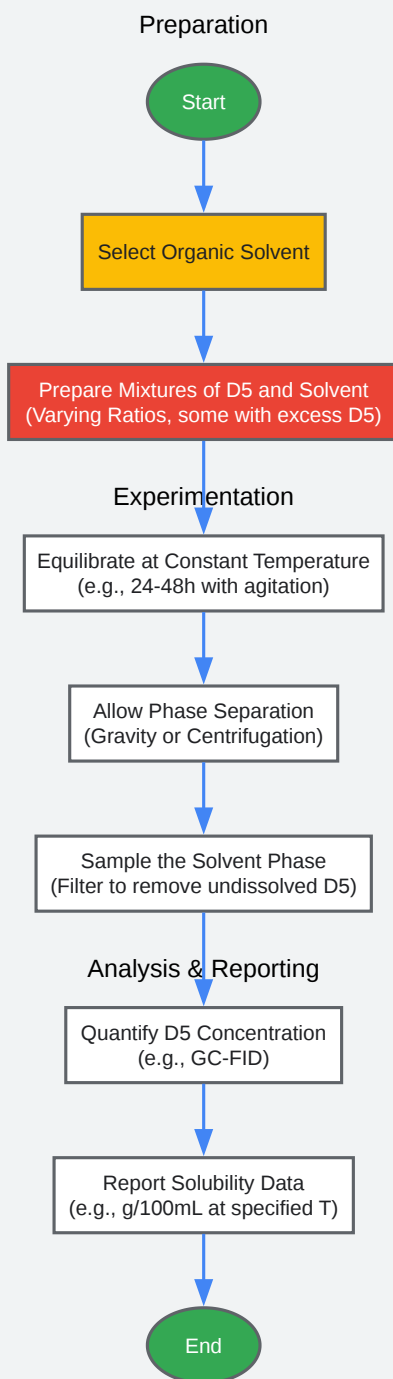 Preparation
Start
Select Organic Solvent
Prepare Mixtures of D5 and Solvent
(Varying Ratios, some with excess D5)
Experimentation
Equilibrate at Constant Temperature
(e.g., 24-48h with agitation)
Allow Phase Separation
(Gravity or Centrifugation)
Sample the Solvent Phase
(Filter to remove undissolved D5)
Analysis & Reporting
Quantify D5 Concentration
(e.g., GC-FID)
Report Solubility Data
(e.g., g/100mL at specified T)
End